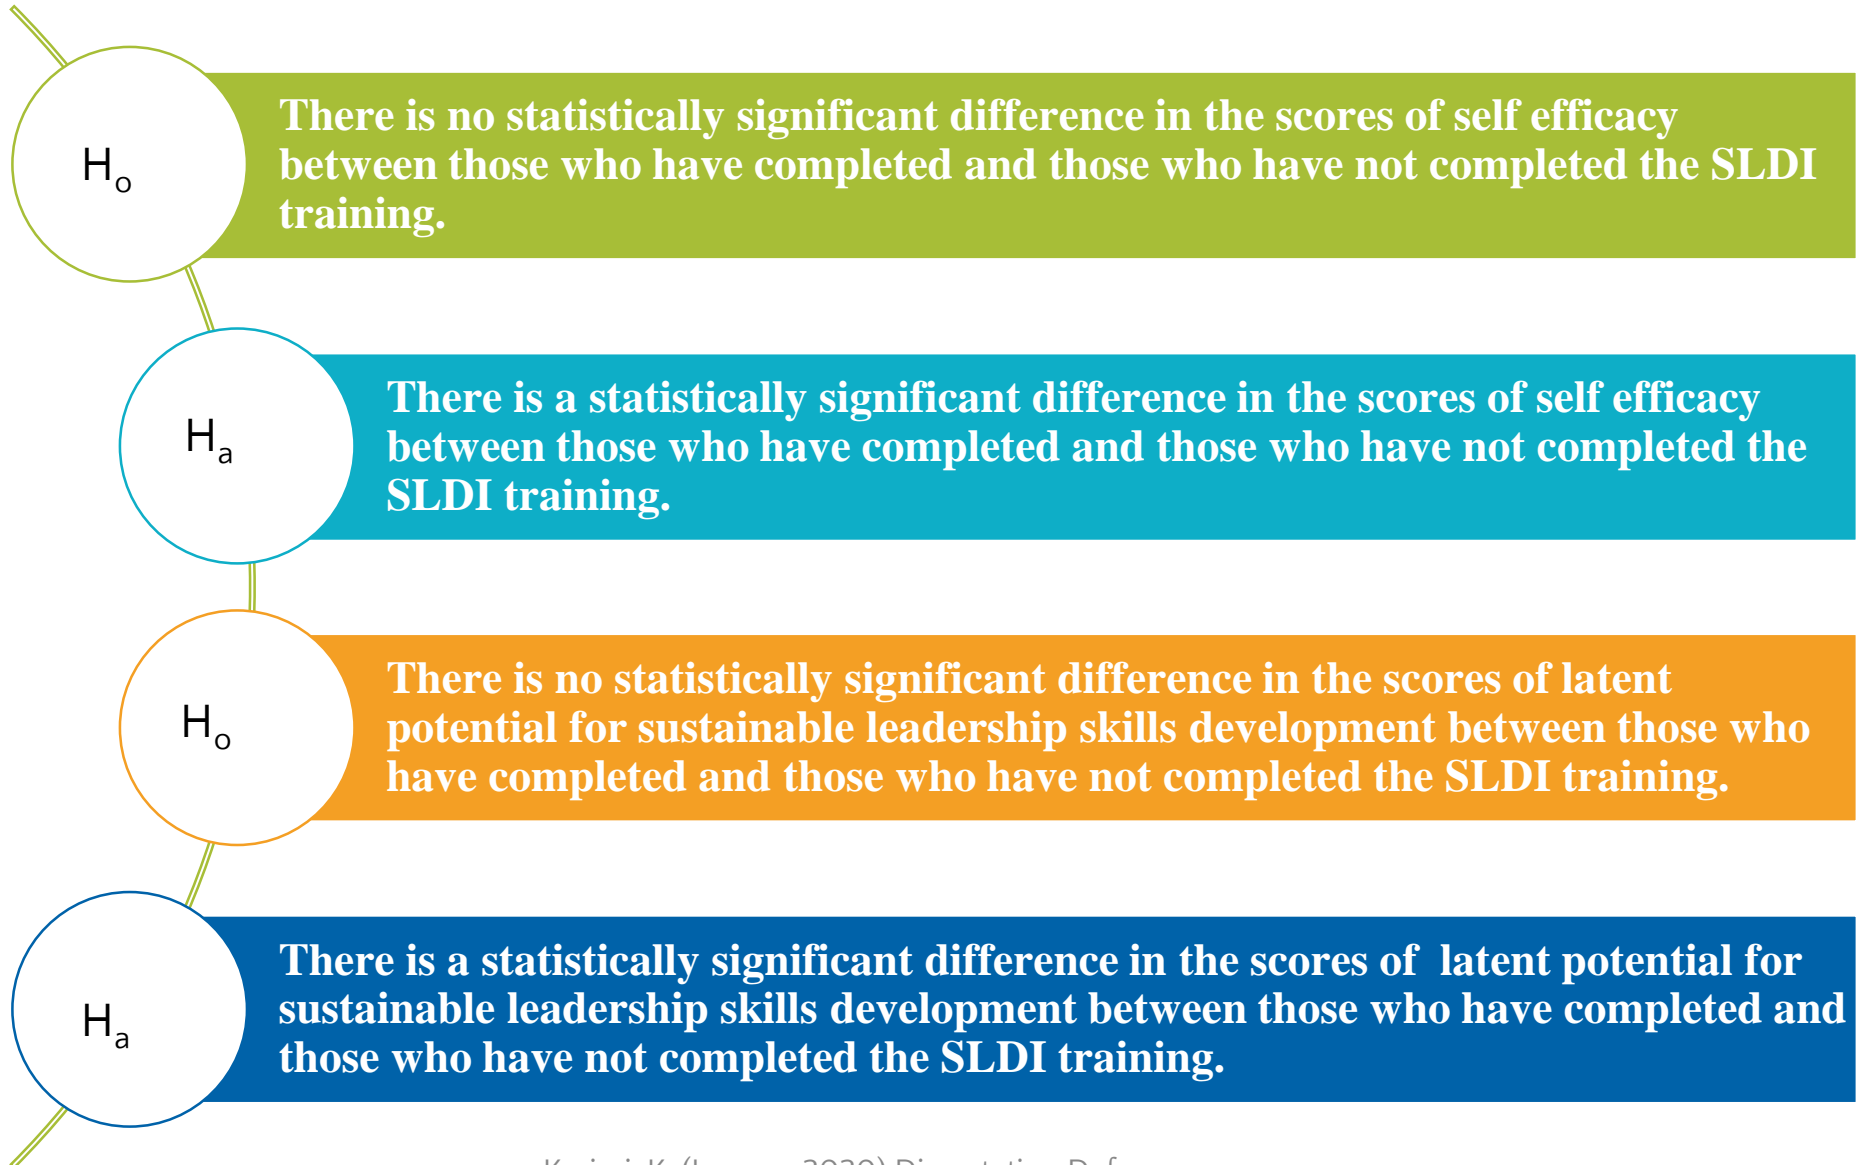 H₀
There is no statistically significant difference in the scores of self efficacy
between those who have completed and those who have not completed the SLDI
training.
Hₐ
There is a statistically significant difference in the scores of self efficacy
between those who have completed and those who have not completed the
SLDI training.
H₀
There is no statistically significant difference in the scores of latent
potential for sustainable leadership skills development between those who
have completed and those who have not completed the SLDI training.
Hₐ
There is a statistically significant difference in the scores of latent potential for
sustainable leadership skills development between those who have completed and
those who have not completed the SLDI training.